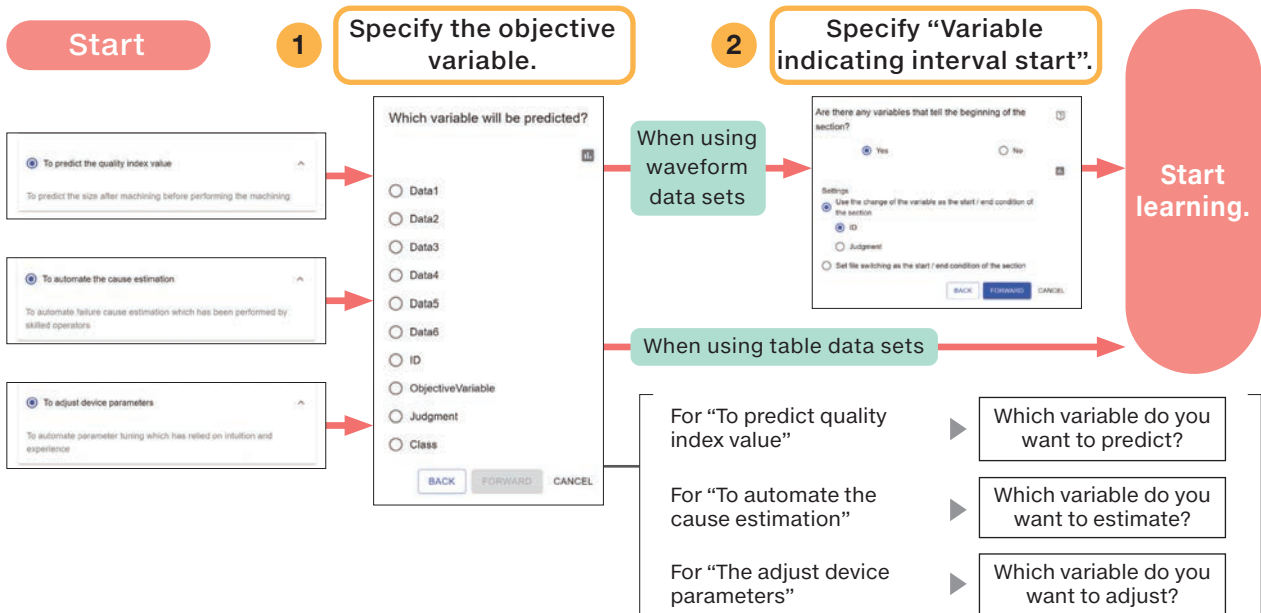 Start
1
Specify the objective
variable.
2
Specify “Variable
indicating interval start”.
To predict the quality index value
To predict the size after machining before performing the machining
To automate the cause estimation
To automate failure cause estimation which has been performed by
skilled operators
To adjust device parameters
To automate parameter tuning which has relied on intuition and
experience
Which variable will be predicted?
Data1
Data2
Data3
Data4
Data5
Data6
ID
ObjectiveVariable
Judgment
Class
BACK FORWARD CANCEL
When using
waveform
data sets
Are there any variables that tell the beginning of the
section?
Yes No
Settings
Use the change of the variable as the start / end condition of
the section
ID
Judgment
Set file switching as the start / end condition of the section
BACK FORWARD CANCEL
When using table data sets
Start
learning.
For “To predict quality
index value”
Which variable do you
want to predict?
For “To automate the
cause estimation”
Which variable do you
want to estimate?
For “The adjust device
parameters”
Which variable do you
want to adjust?